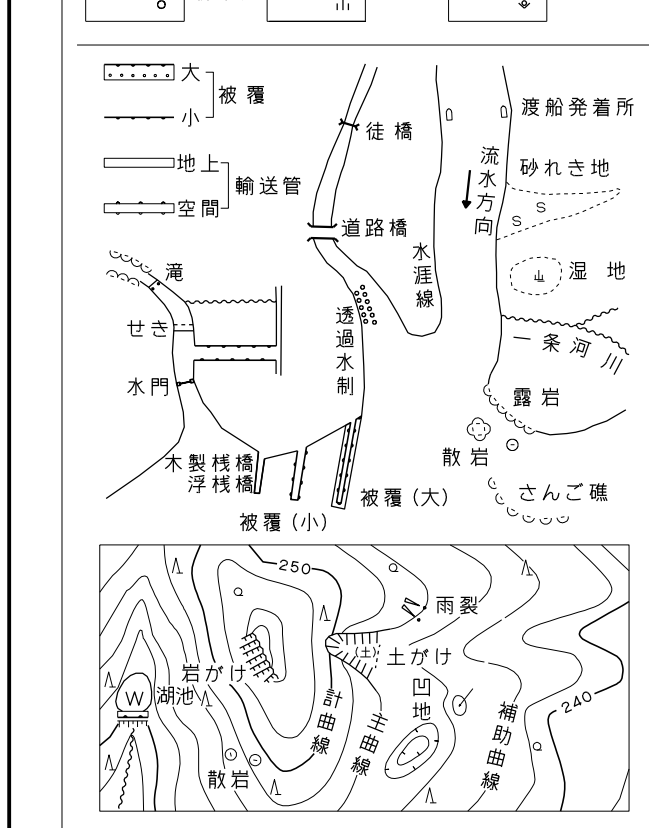 大
被覆
小
地上
輸送管
空間
徒橋
渡船発着所
流水方向
砂れき地
S S
道路橋
水涯線
湿地
滝
せき
透過水制
一条河川
水門
露岩
散岩
木製桟橋
浮桟橋
さんご礁
被覆(大)
被覆(小)
250
雨裂
(土)
土がけ
岩がけ
湖池
W
凹地
計曲線
主曲線
補助曲線
240
散岩